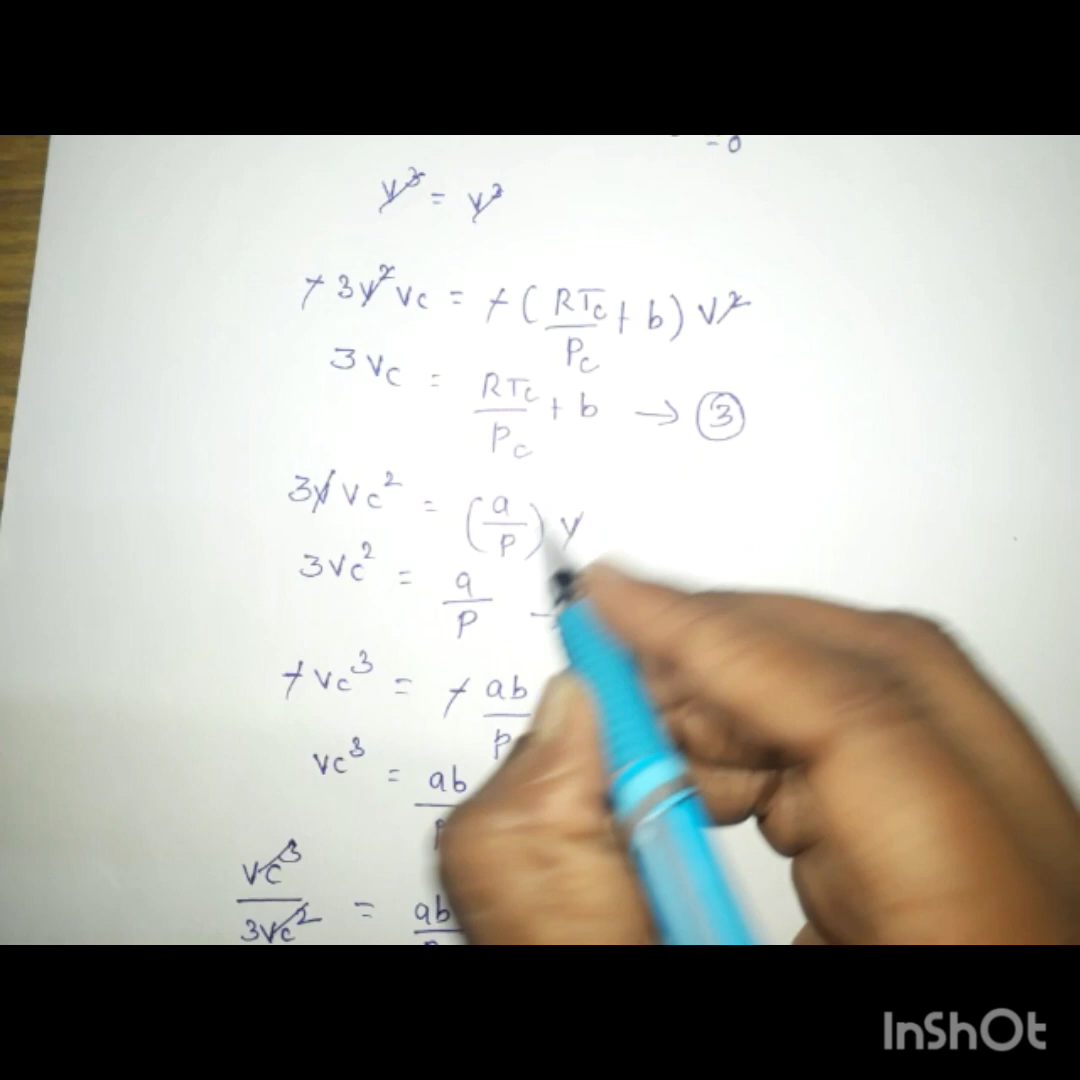 = 0
V³ = V³
+ 3V²Vc = + (RTc/Pc + b) V²
3Vc = RTc/Pc + b → ③
3V Vc² = (a/P) V
3Vc² = a/P –
+ Vc³ = + ab/P
Vc³ = ab
Vc³/3Vc² = ab
InShOt